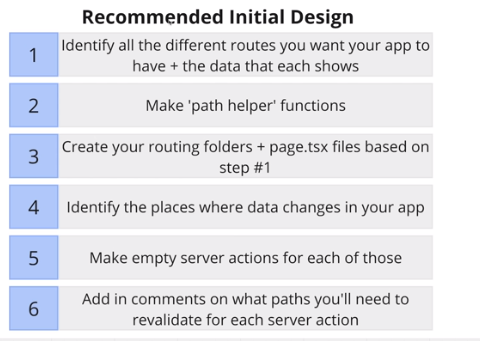 Recommended Initial Design
1
Identify all the different routes you want your app to
have + the data that each shows
2
Make 'path helper' functions
3
Create your routing folders + page.tsx files based on
step #1
4
Identify the places where data changes in your app
5
Make empty server actions for each of those
6
Add in comments on what paths you'll need to
revalidate for each server action